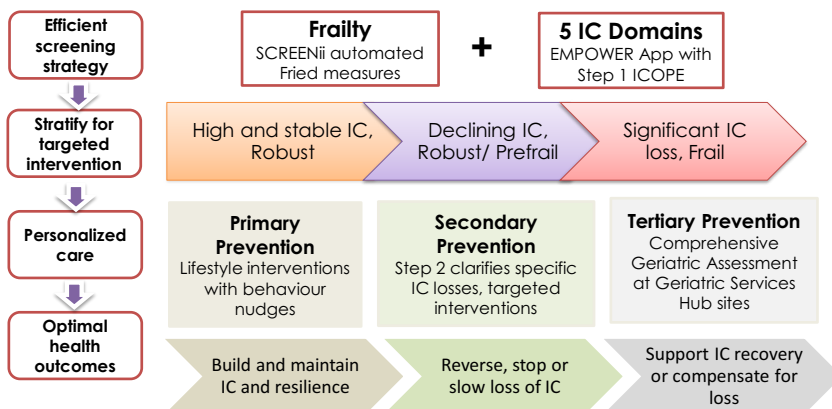 Efficient
screening
strategy
Frailty
SCREENii automated
Fried measures
+
5 IC Domains
EMPOWER App with
Step 1 ICOPE
Stratify for
targeted
intervention
High and stable IC,
Robust
Declining IC,
Robust/ Prefrail
Significant IC
loss, Frail
Personalized
care
Primary
Prevention
Lifestyle interventions
with behaviour
nudges
Secondary
Prevention
Step 2 clarifies specific
IC losses, targeted
interventions
Tertiary Prevention
Comprehensive
Geriatric Assessment
at Geriatric Services
Hub sites
Optimal
health
outcomes
Build and maintain
IC and resilience
Reverse, stop or
slow loss of IC
Support IC recovery
or compensate for
loss